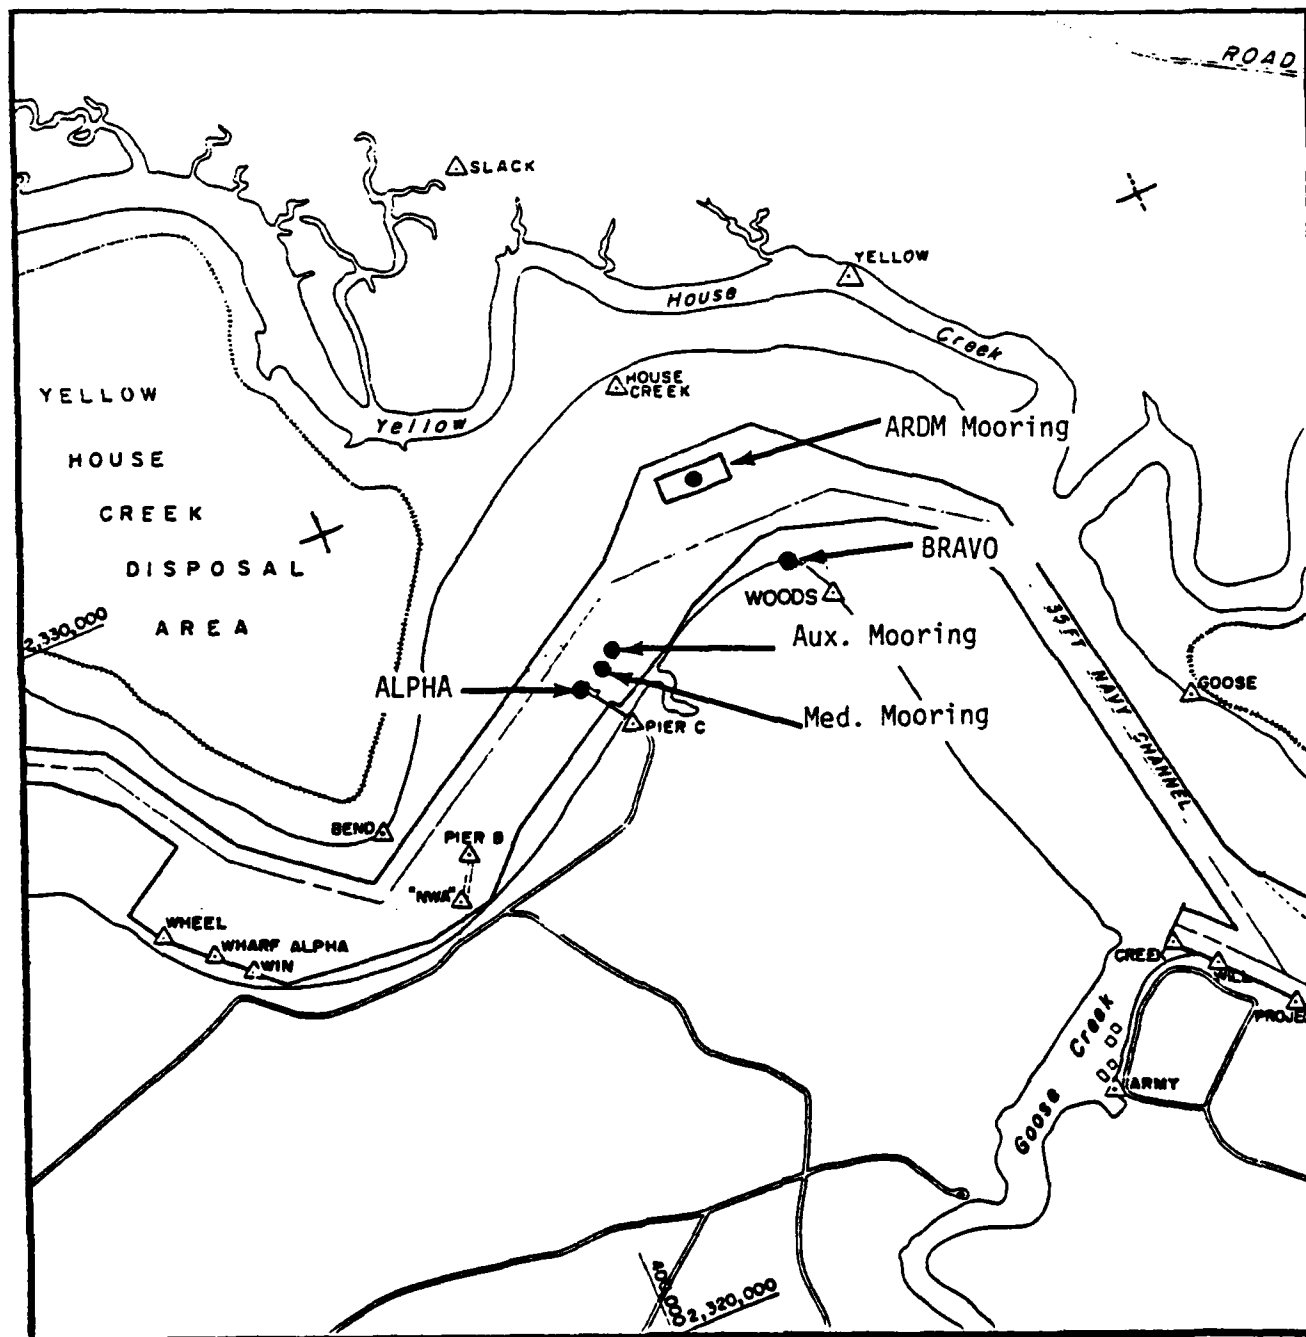 ROAD
SLACK
YELLOW
House
Creek
HOUSE
CREEK
YELLOW
HOUSE
CREEK
DISPOSAL
AREA
Yellow
ARDM Mooring
BRAVO
WOODS
2,330,000
Aux. Mooring
ALPHA
Med. Mooring
PIER C
35FT NAVY CHANNEL
GOOSE
BEND
PIER B
"NWA"
WHEEL
WHARF ALPHA
WIN
CREEK
WILL
PROJE
Goose Creek
ARMY
2,320,000